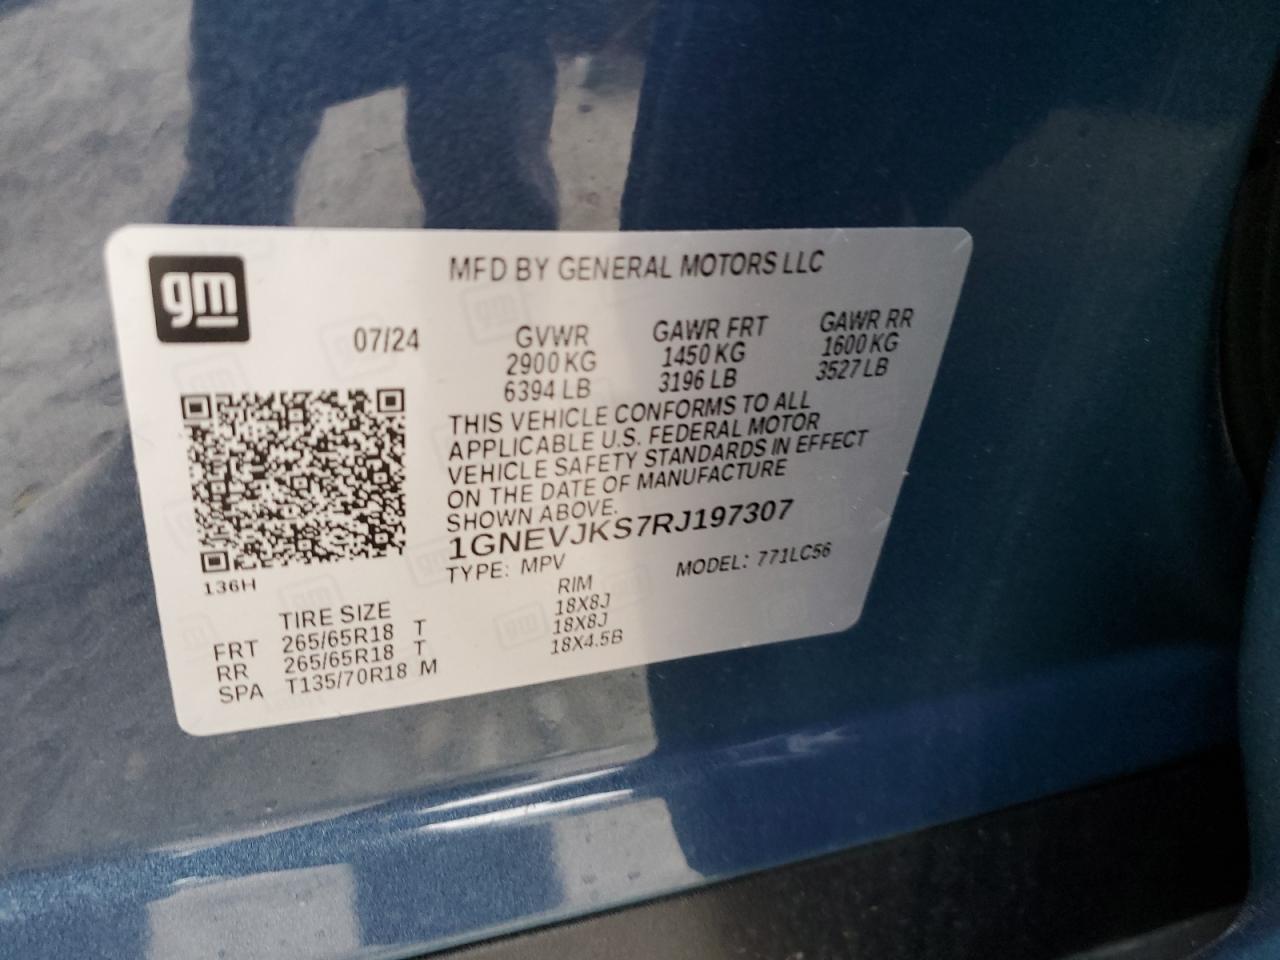 gm
MFD BY GENERAL MOTORS LLC
07/24 GVWR GAWR FRT GAWR RR
2900 KG 1450 KG 1600 KG
6394 LB 3196 LB 3527 LB
THIS VEHICLE CONFORMS TO ALL
APPLICABLE U.S. FEDERAL MOTOR
VEHICLE SAFETY STANDARDS IN EFFECT
ON THE DATE OF MANUFACTURE
SHOWN ABOVE.
1GNEVJKS7RJ197307
TYPE: MPV MODEL: 771LC56
136H
TIRE SIZE RIM
FRT 265/65R18 T 18X8J
RR 265/65R18 T 18X8J
SPA T135/70R18 M 18X4.5B